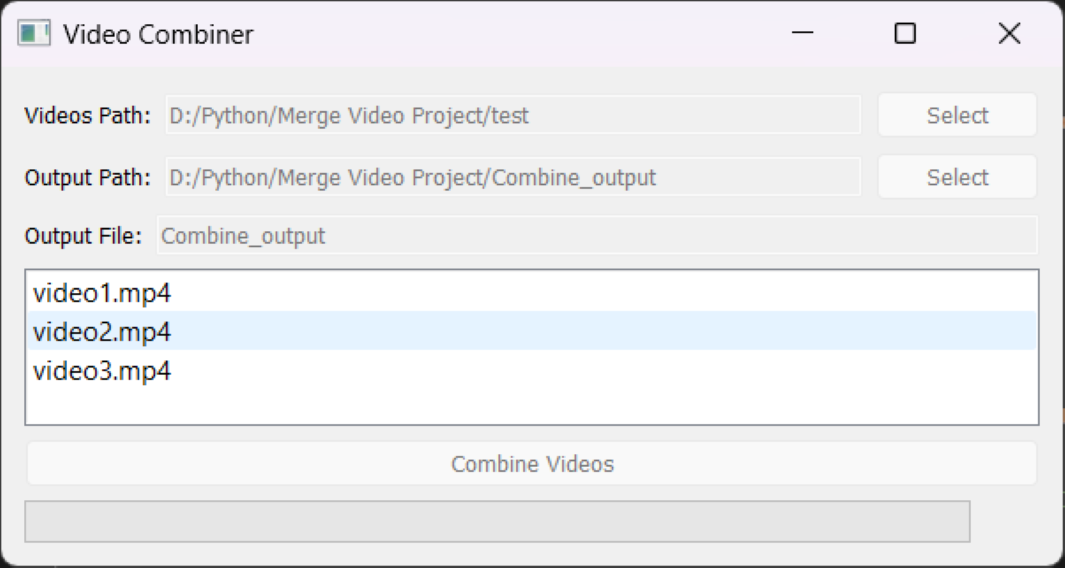 Video Combiner
Videos Path: D:/Python/Merge Video Project/test Select
Output Path: D:/Python/Merge Video Project/Combine_output Select
Output File: Combine_output
video1.mp4
video2.mp4
video3.mp4
Combine Videos